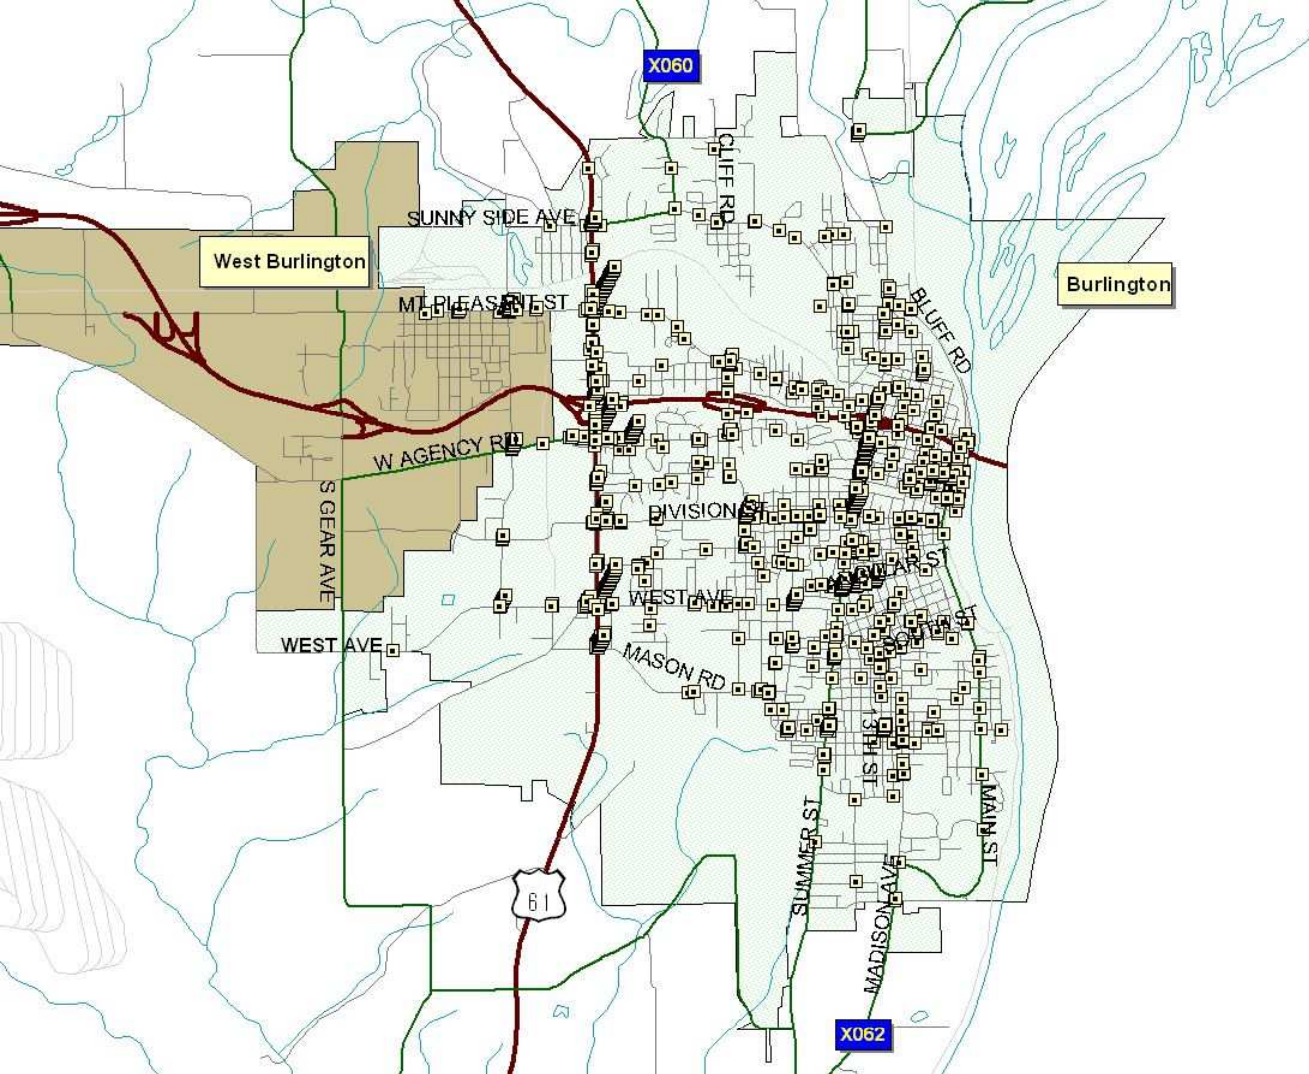 X060
CLIFF RD
SUNNY SIDE AVE
West Burlington
Burlington
MT PLEASANT ST
BLUFF RD
W AGENCY RD
S GEAR AVE
DIVISION ST
ANGULAR ST
WEST AVE
SOUTH ST
WEST AVE
MASON RD
13TH ST
MAIN ST
SUMMER ST
MADISON AVE
61
X062